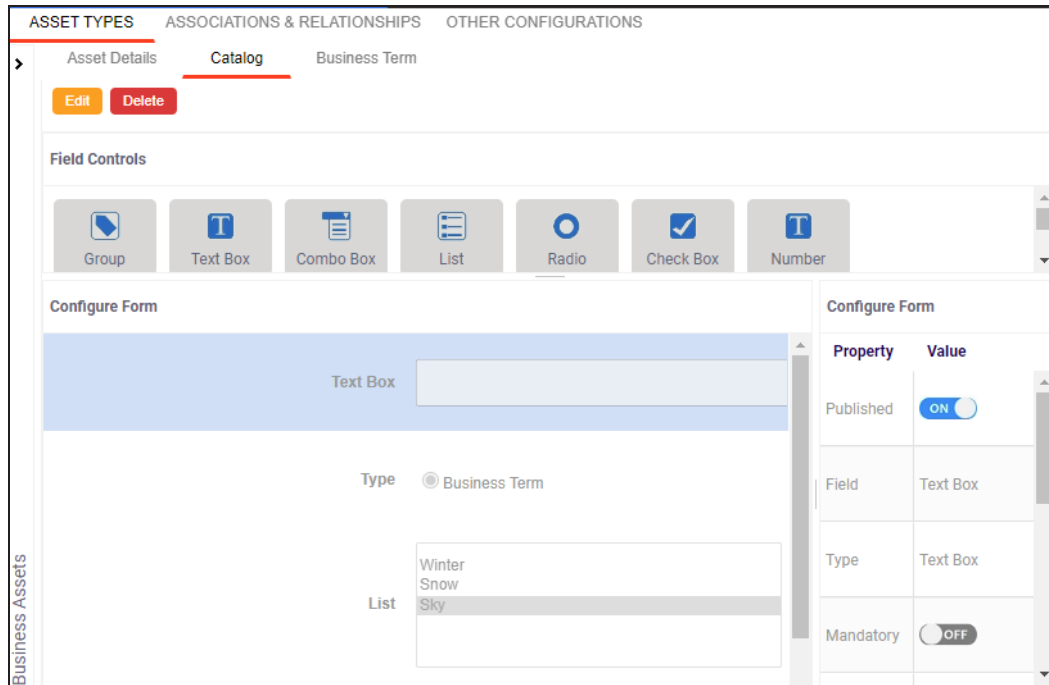 ASSET TYPES ASSOCIATIONS & RELATIONSHIPS OTHER CONFIGURATIONS
Asset Details Catalog Business Term
Edit Delete
Field Controls
T T
Group Text Box Combo Box List Radio Check Box Number
Configure Form
Text Box
Type Business Term
Winter
Snow
List Sky
Configure Form
Property Value
Published ON
Field Text Box
Type Text Box
Mandatory OFF
Business Assets